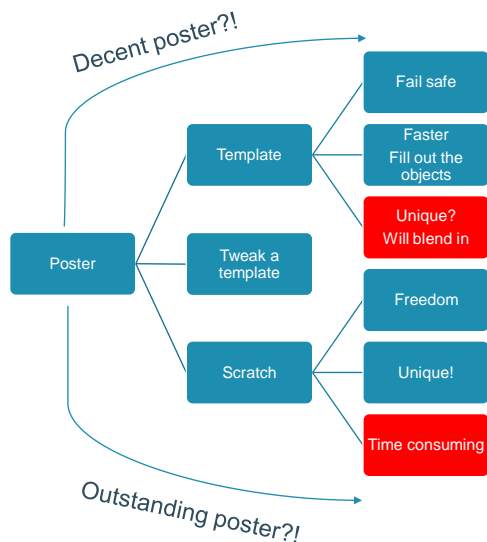 Decent poster?!
Fail safe
Template
Faster
Fill out the
objects
Unique?
Will blend in
Poster
Tweak a
template
Freedom
Scratch
Unique!
Time consuming
Outstanding poster?!